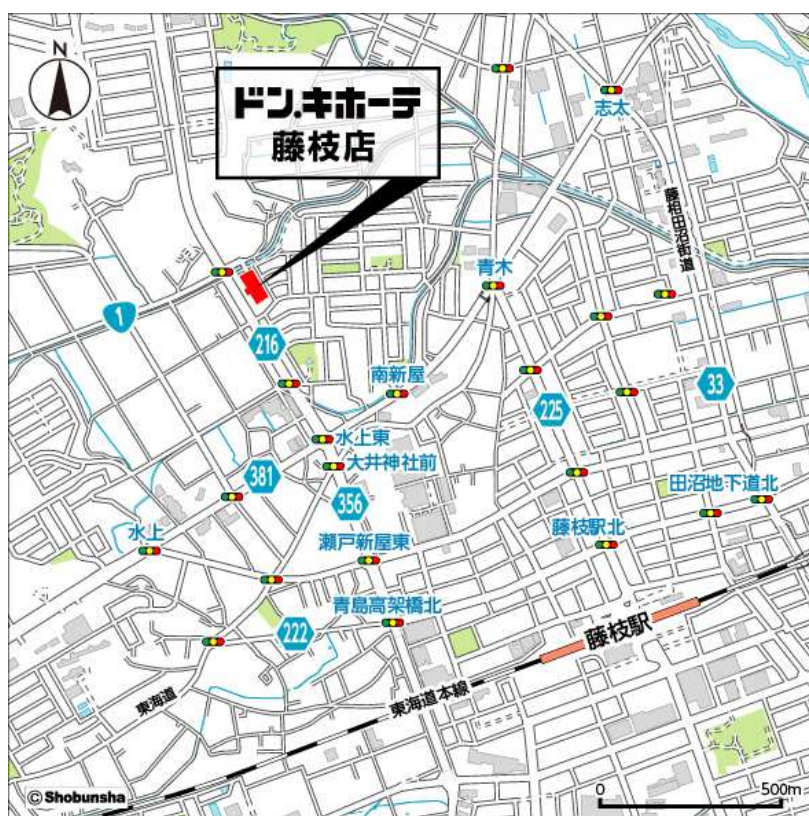 N
ドン.キホーテ
藤枝店
志太
藤相田沼街道
青木
1
216
南新屋
225
33
水上東
大井神社前
381
356
田沼地下道北
水上
瀬戸新屋東
藤枝駅北
青島高架橋北
222
藤枝駅
東海道
東海道本線
© Shobunsha
0 500m